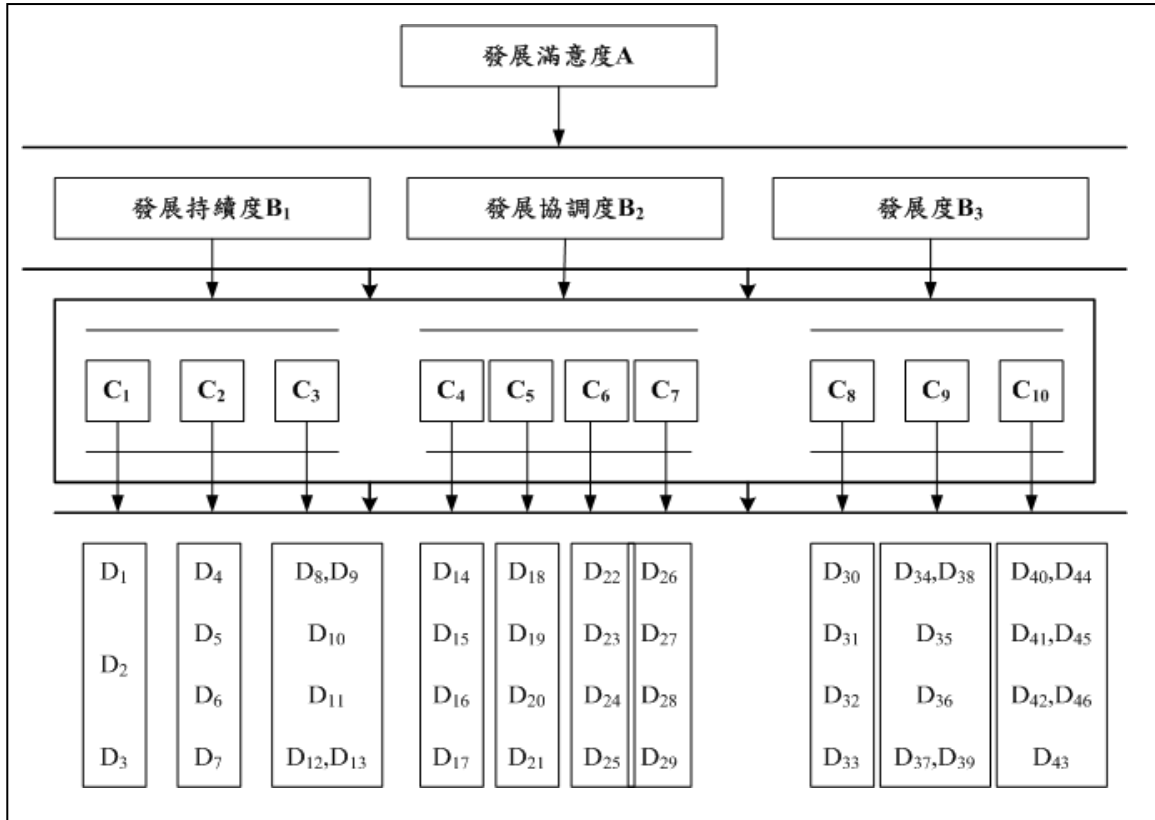 發展滿意度A
發展持續度B₁ 發展協調度B₂ 發展度B₃
C₁ C₂ C₃ C₄ C₅ C₆ C₇ C₈ C₉ C₁₀
D₁ D₄ D₈,D₉ D₁₄ D₁₈ D₂₂ D₂₆ D₃₀ D₃₄,D₃₈ D₄₀,D₄₄
D₅ D₁₀ D₁₅ D₁₉ D₂₃ D₂₇ D₃₁ D₃₅ D₄₁,D₄₅
D₂
D₆ D₁₁ D₁₆ D₂₀ D₂₄ D₂₈ D₃₂ D₃₆ D₄₂,D₄₆
D₃ D₇ D₁₂,D₁₃ D₁₇ D₂₁ D₂₅ D₂₉ D₃₃ D₃₇,D₃₉ D₄₃